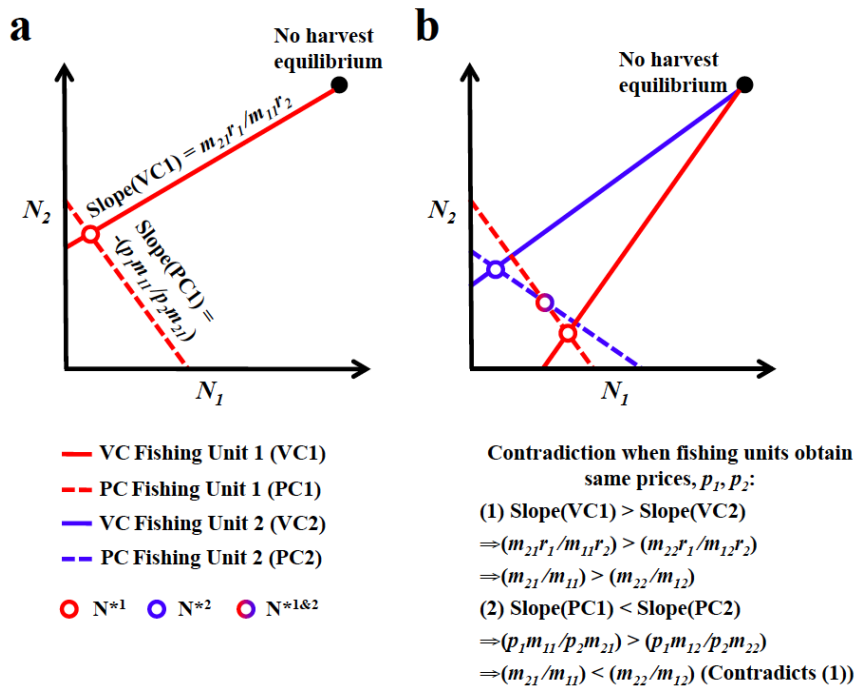 a
No harvest
equilibrium
N₂
Slope(VC1) = m₂₁r₁/m₁₁r₂
Slope(PC1) =
-(p₁m₁₁/p₂m₂₁)
N₁
b
No harvest
equilibrium
N₂
N₁
VC Fishing Unit 1 (VC1)
PC Fishing Unit 1 (PC1)
VC Fishing Unit 2 (VC2)
PC Fishing Unit 2 (PC2)
N*¹ N*² N*¹&²
Contradiction when fishing units obtain
same prices, p₁, p₂:
(1) Slope(VC1) > Slope(VC2)
⇒(m₂₁r₁/m₁₁r₂) > (m₂₂r₁/m₁₂r₂)
⇒(m₂₁/m₁₁) > (m₂₂/m₁₂)
(2) Slope(PC1) < Slope(PC2)
⇒(p₁m₁₁/p₂m₂₁) > (p₁m₁₂/p₂m₂₂)
⇒(m₂₁/m₁₁) < (m₂₂/m₁₂) (Contradicts (1))